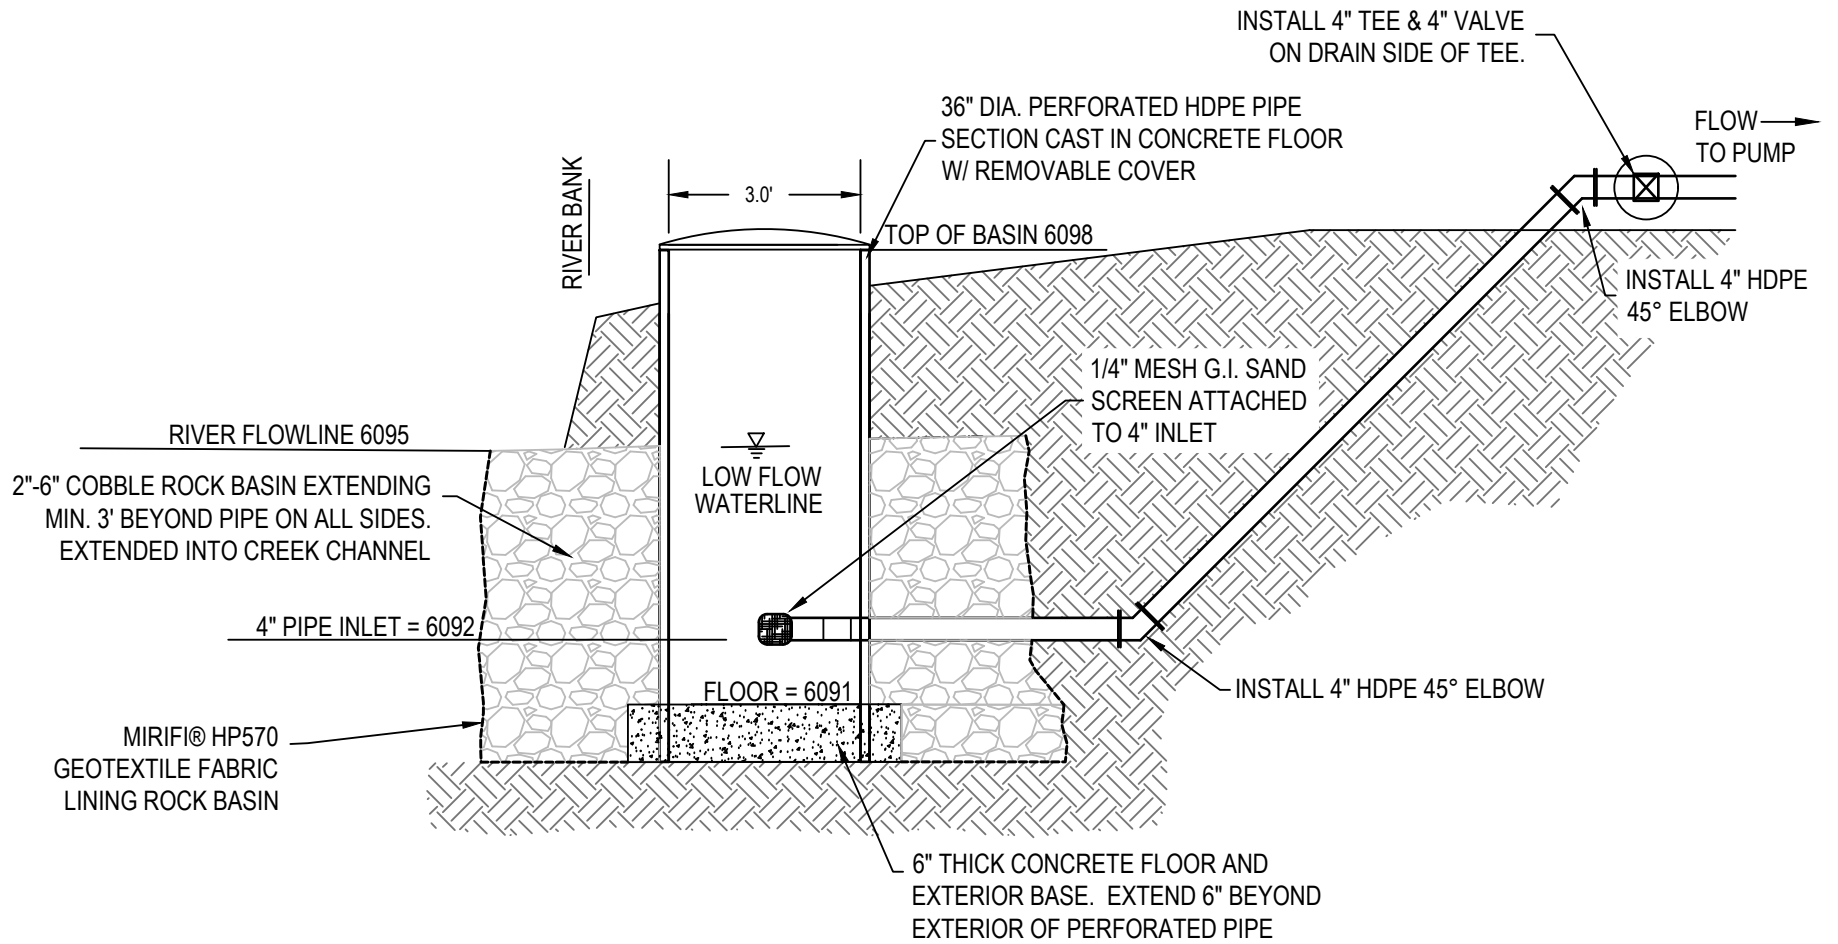 INSTALL 4" TEE & 4" VALVE
ON DRAIN SIDE OF TEE.
36" DIA. PERFORATED HDPE PIPE
SECTION CAST IN CONCRETE FLOOR
W/ REMOVABLE COVER
FLOW
TO PUMP
RIVER BANK
3.0'
TOP OF BASIN 6098
INSTALL 4" HDPE
45° ELBOW
1/4" MESH G.I. SAND
SCREEN ATTACHED
TO 4" INLET
RIVER FLOWLINE 6095
LOW FLOW
WATERLINE
2"-6" COBBLE ROCK BASIN EXTENDING
MIN. 3' BEYOND PIPE ON ALL SIDES.
EXTENDED INTO CREEK CHANNEL
4" PIPE INLET = 6092
FLOOR = 6091
INSTALL 4" HDPE 45° ELBOW
MIRIFI® HP570
GEOTEXTILE FABRIC
LINING ROCK BASIN
6" THICK CONCRETE FLOOR AND
EXTERIOR BASE. EXTEND 6" BEYOND
EXTERIOR OF PERFORATED PIPE